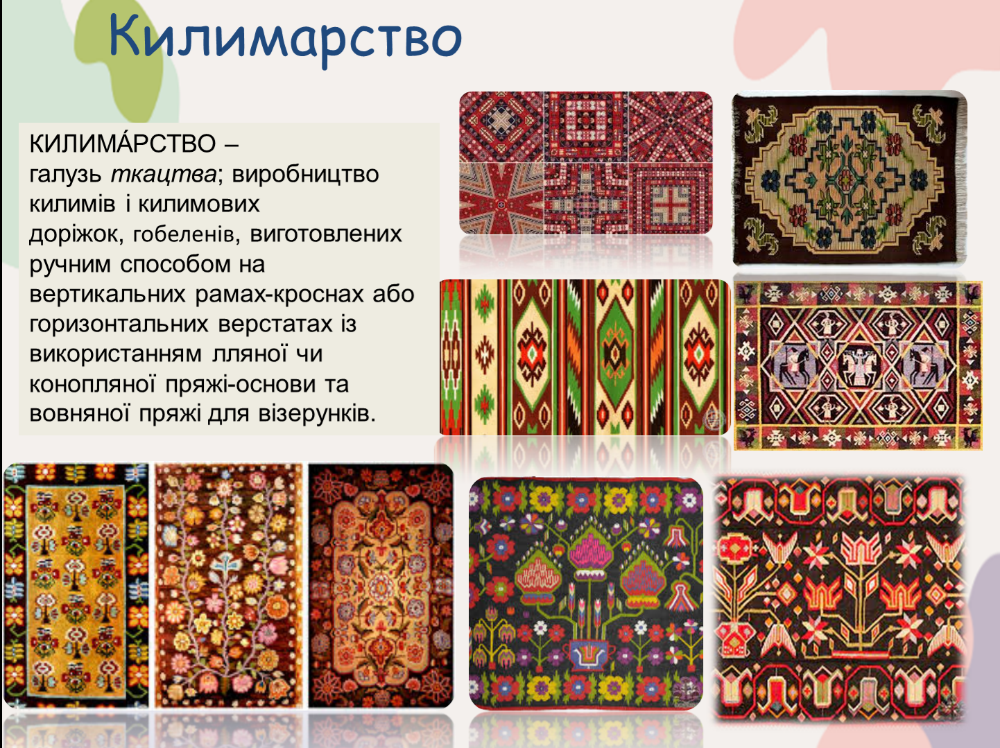 Килимарство
КИЛИМА́РСТВО –
галузь ткацтва; виробництво
килимів і килимових
доріжок, гобеленів, виготовлених
ручним способом на
вертикальних рамах-кроснах або
горизонтальних верстатах із
використанням лляної чи
конопляної пряжі-основи та
вовняної пряжі для візерунків.